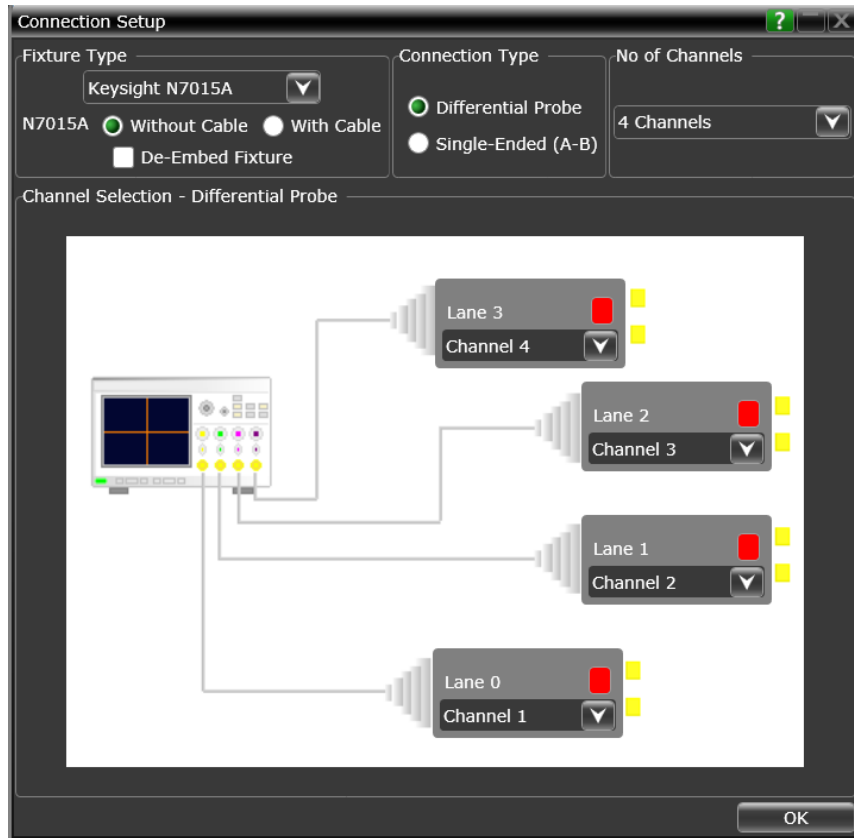 Connection Setup
?
Fixture Type
Keysight N7015A
N7015A Without Cable With Cable
De-Embed Fixture
Connection Type
Differential Probe
Single-Ended (A-B)
No of Channels
4 Channels
Channel Selection - Differential Probe
Lane 3
Channel 4
Lane 2
Channel 3
Lane 1
Channel 2
Lane 0
Channel 1
OK